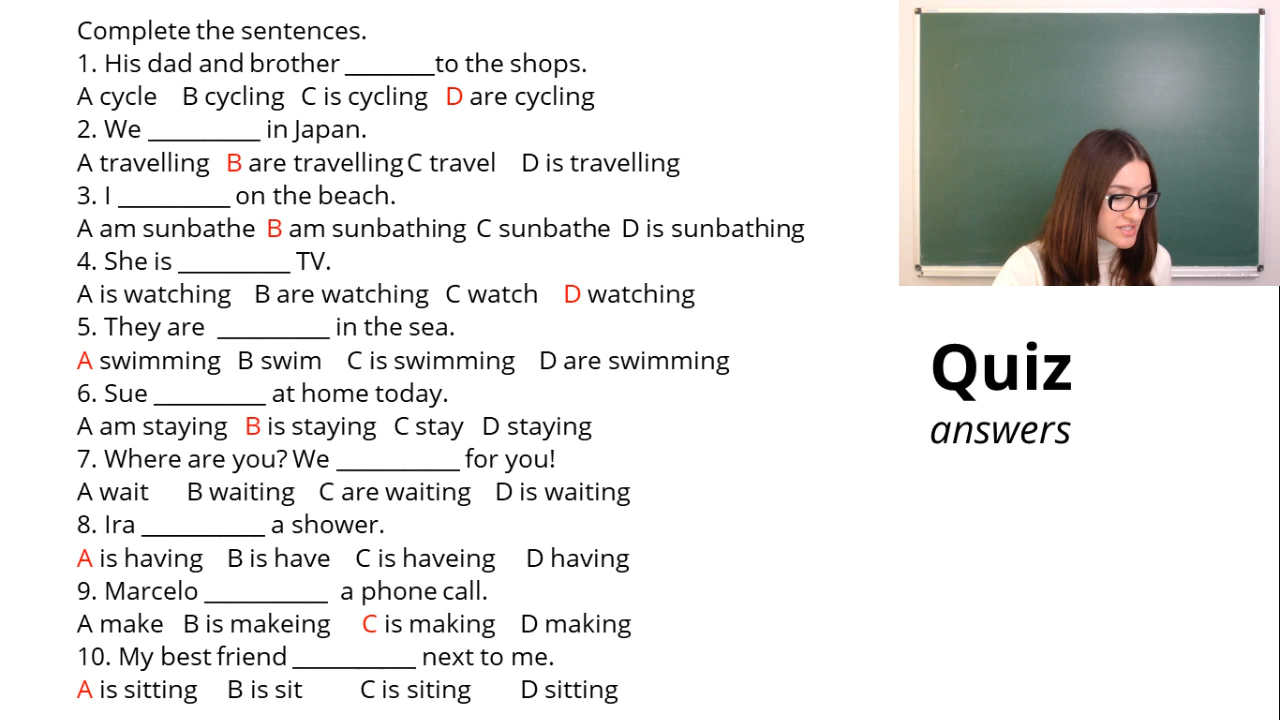 Complete the sentences.
1. His dad and brother ________to the shops.
A cycle B cycling C is cycling D are cycling
2. We __________ in Japan.
A travelling B are travelling C travel D is travelling
3. I __________ on the beach.
A am sunbathe B am sunbathing C sunbathe D is sunbathing
4. She is __________ TV.
A is watching B are watching C watch D watching
5. They are __________ in the sea.
A swimming B swim C is swimming D are swimming
6. Sue __________ at home today.
A am staying B is staying C stay D staying
7. Where are you? We ___________ for you!
A wait B waiting C are waiting D is waiting
8. Ira ___________ a shower.
A is having B is have C is haveing D having
9. Marcelo ___________ a phone call.
A make B is makeing C is making D making
10. My best friend ___________ next to me.
A is sitting B is sit C is siting D sitting
Quiz
answers